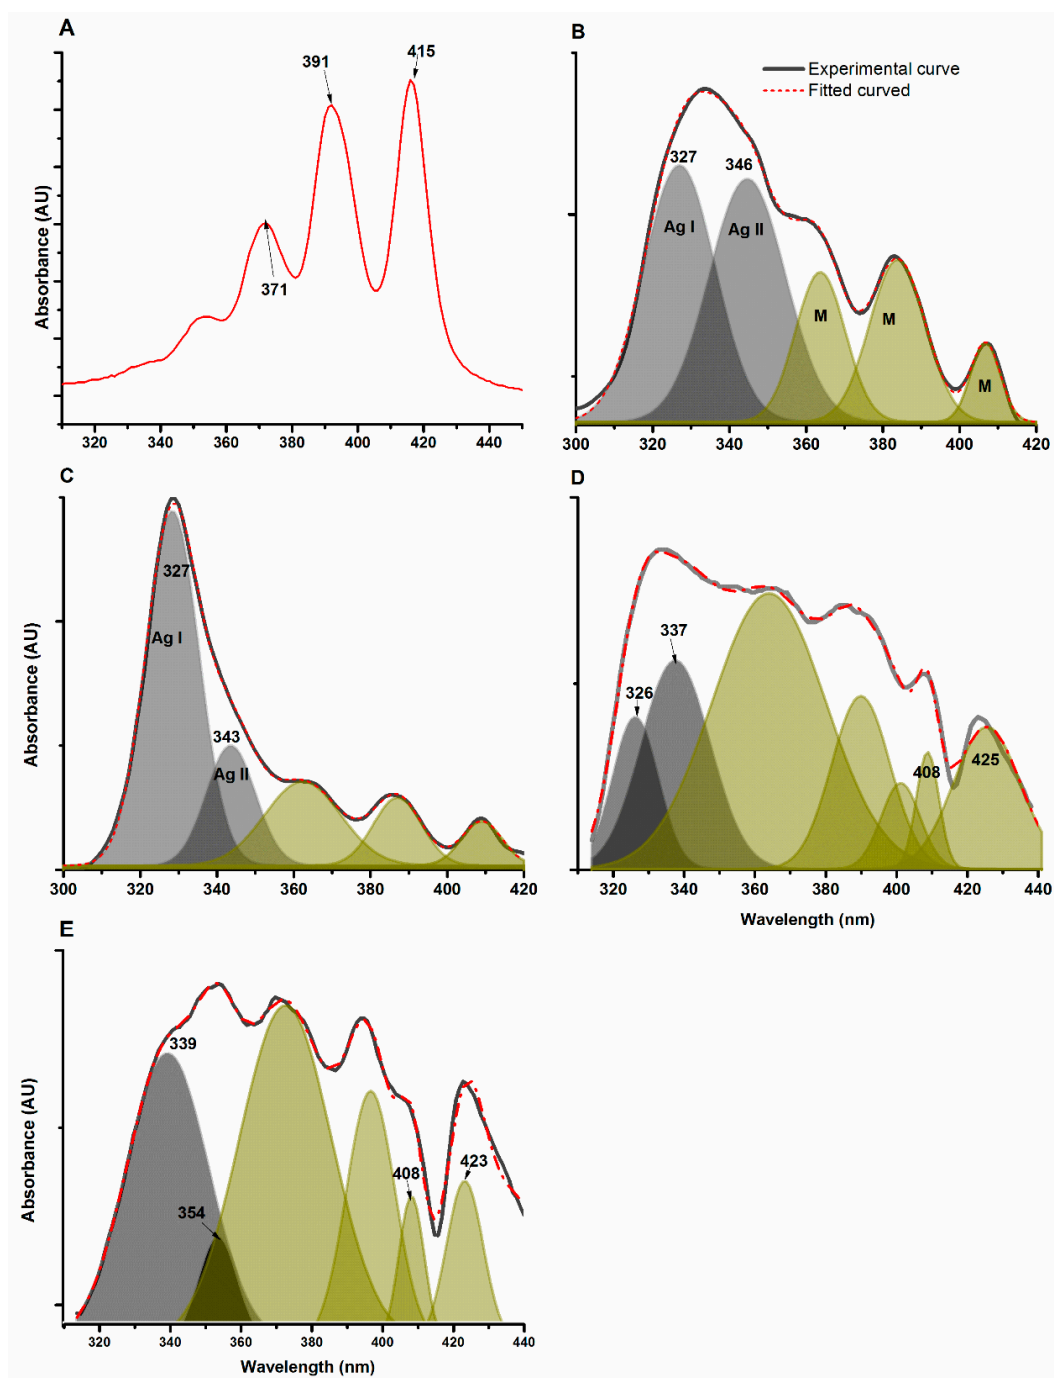 A
Absorbance (AU)
391
415
371
320 340 360 380 400 420 440
B
Experimental curve
Fitted curved
327
346
Ag I
Ag II
M
M
M
300 320 340 360 380 400 420
C
Absorbance (AU)
327
Ag I
343
Ag II
300 320 340 360 380 400 420
D
337
326
408
425
320 340 360 380 400 420 440
Wavelength (nm)
E
Absorbance (AU)
339
354
408
423
320 340 360 380 400 420 440
Wavelength (nm)